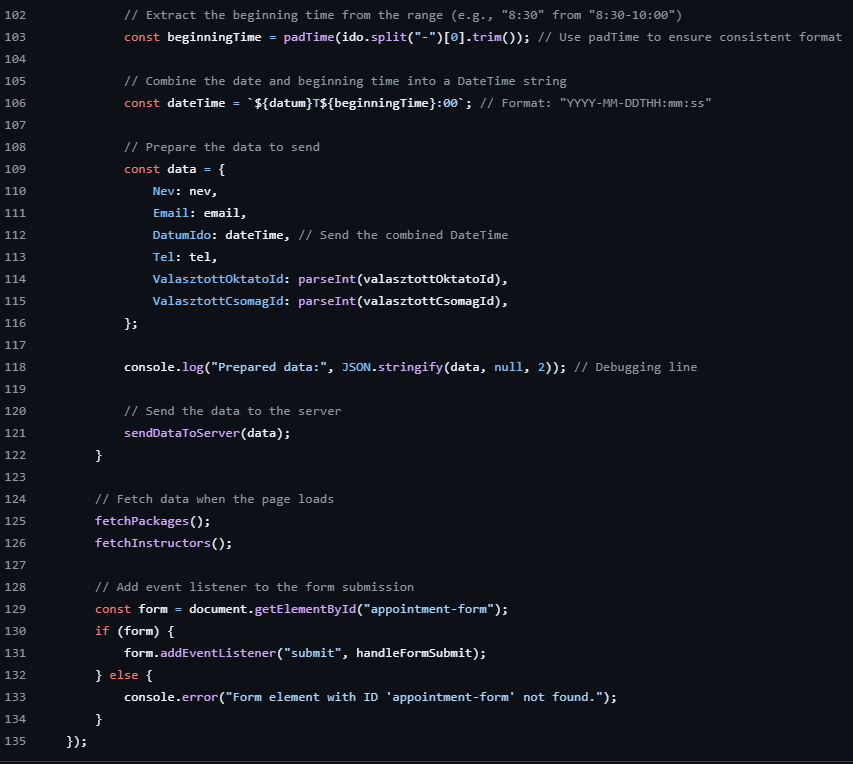 102 // Extract the beginning time from the range (e.g., "8:30" from "8:30-10:00")
103 const beginningTime = padTime(ido.split("-")[0].trim()); // Use padTime to ensure consistent format
104
105 // Combine the date and beginning time into a DateTime string
106 const dateTime = `${datum}T${beginningTime}:00`; // Format: "YYYY-MM-DDTHH:mm:ss"
107
108 // Prepare the data to send
109 const data = {
110 Nev: nev,
111 Email: email,
112 DatumIdo: dateTime, // Send the combined DateTime
113 Tel: tel,
114 ValasztottOktatoId: parseInt(valasztottOktatoId),
115 ValasztottCsomagId: parseInt(valasztottCsomagId),
116 };
117
118 console.log("Prepared data:", JSON.stringify(data, null, 2)); // Debugging line
119
120 // Send the data to the server
121 sendDataToServer(data);
122 }
123
124 // Fetch data when the page loads
125 fetchPackages();
126 fetchInstructors();
127
128 // Add event listener to the form submission
129 const form = document.getElementById("appointment-form");
130 if (form) {
131 form.addEventListener("submit", handleFormSubmit);
132 } else {
133 console.error("Form element with ID 'appointment-form' not found.");
134 }
135 });